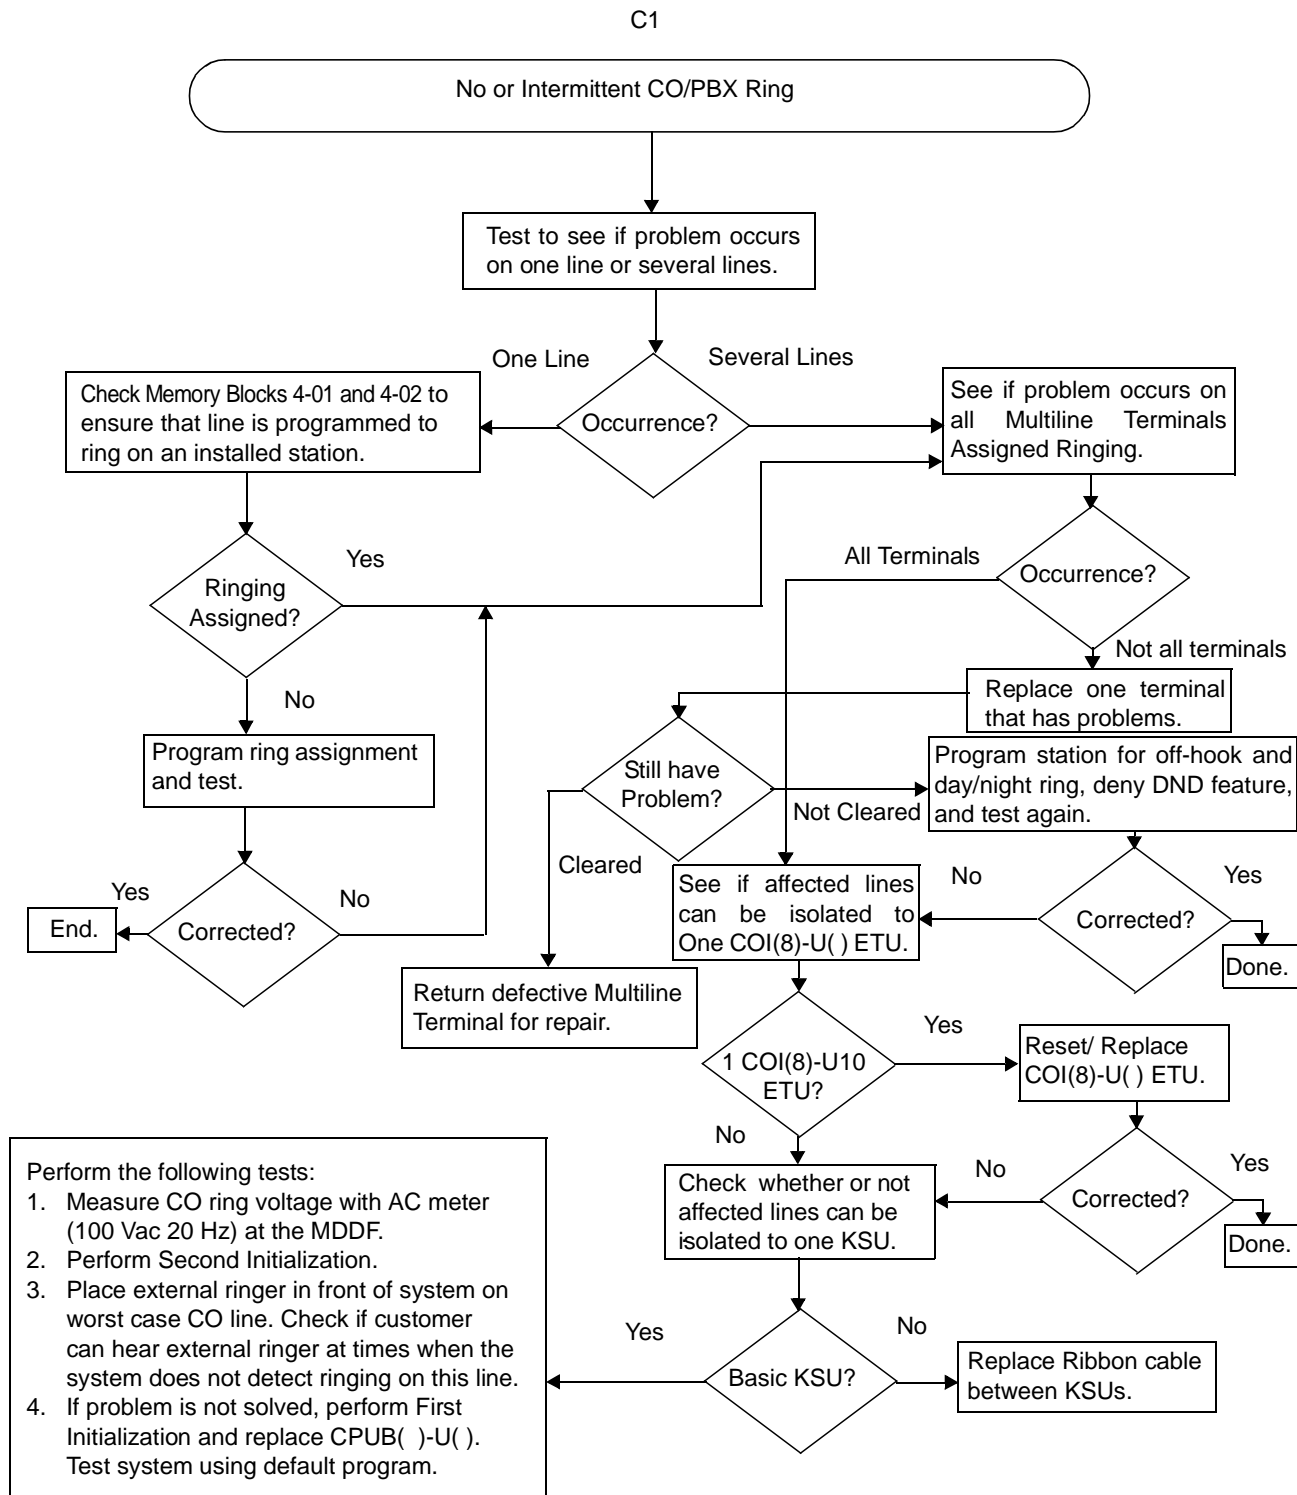 C1
No or Intermittent CO/PBX Ring
Test to see if problem occurs
on one line or several lines.
One Line
Several Lines
Occurrence?
Check Memory Blocks 4-01 and 4-02 to
ensure that line is programmed to
ring on an installed station.
See if problem occurs on
all Multiline Terminals
Assigned Ringing.
Ringing
Assigned?
Yes
All Terminals
Occurrence?
Not all terminals
No
Replace one terminal
that has problems.
Program ring assignment
and test.
Still have
Problem?
Not Cleared
Program station for off-hook and
day/night ring, deny DND feature,
and test again.
Cleared
Yes
End.
Corrected?
No
See if affected lines
can be isolated to
One COI(8)-U( ) ETU.
No
Corrected?
Yes
Done.
Return defective Multiline
Terminal for repair.
1 COI(8)-U10
ETU?
Yes
Reset/ Replace
COI(8)-U( ) ETU.
No
Check whether or not
affected lines can be
isolated to one KSU.
No
Corrected?
Yes
Done.
Perform the following tests:
1. Measure CO ring voltage with AC meter
(100 Vac 20 Hz) at the MDDF.
2. Perform Second Initialization.
3. Place external ringer in front of system on
worst case CO line. Check if customer
can hear external ringer at times when the
system does not detect ringing on this line.
4. If problem is not solved, perform First
Initialization and replace CPUB( )-U( ).
Test system using default program.
Yes
Basic KSU?
No
Replace Ribbon cable
between KSUs.